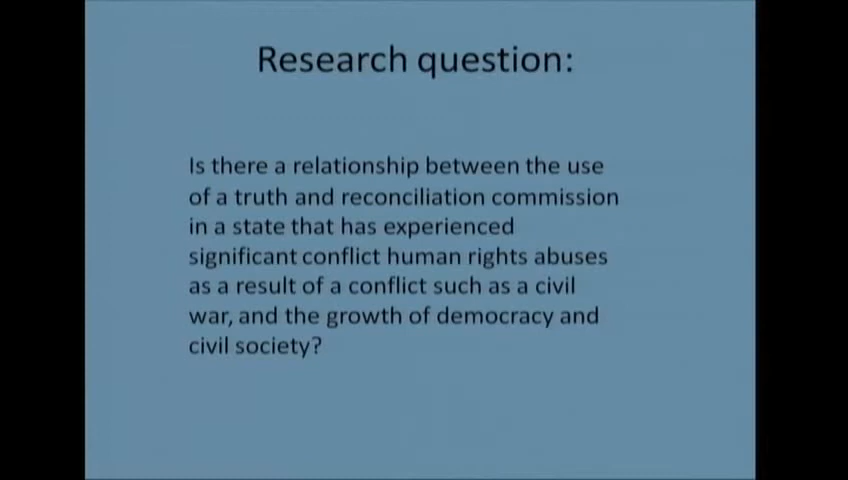 Research question:
Is there a relationship between the use
of a truth and reconciliation commission
in a state that has experienced
significant conflict human rights abuses
as a result of a conflict such as a civil
war, and the growth of democracy and
civil society?